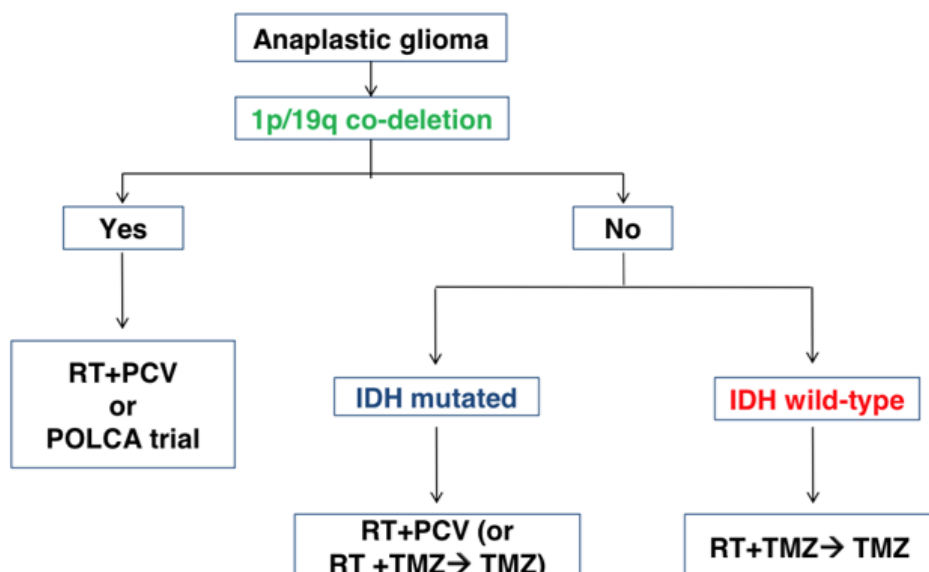 Anaplastic glioma
1p/19q co-deletion
Yes
No
RT+PCV
or
POLCA trial
IDH mutated
IDH wild-type
RT+PCV (or
RT +TMZ→ TMZ)
RT+TMZ→ TMZ